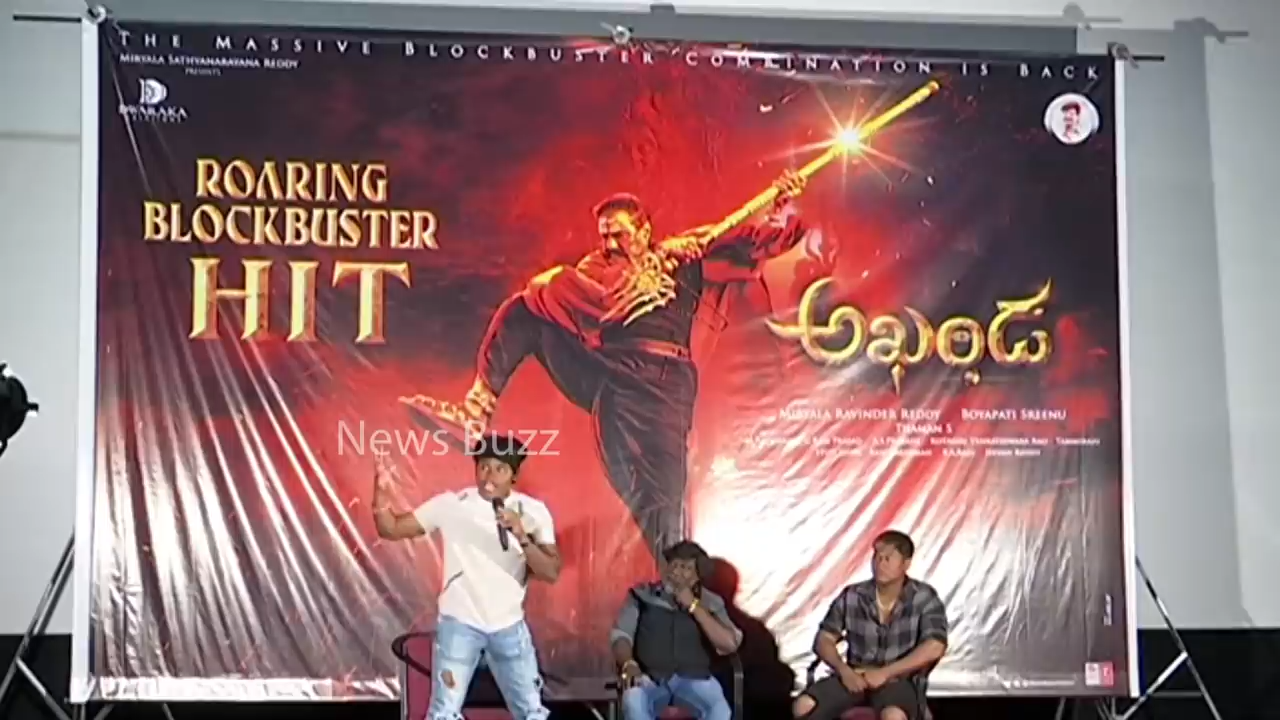 THE MASSIVE BLOCKBUSTER COMBINATION IS BACK
MIRYALA SATHYANARAYANA REDDY
PRESENTS
DWARAKA
CREATIONS
ROARING
BLOCKBUSTER
HIT
అఖండ
MIRYALA RAVINDER REDDY BOYAPATI SREENU
THAMAN S
News Buzz